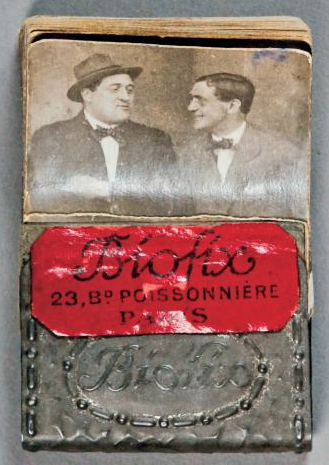 Biofix
23, Bᴰ POISSONNIÈRE
PARIS
Biofix